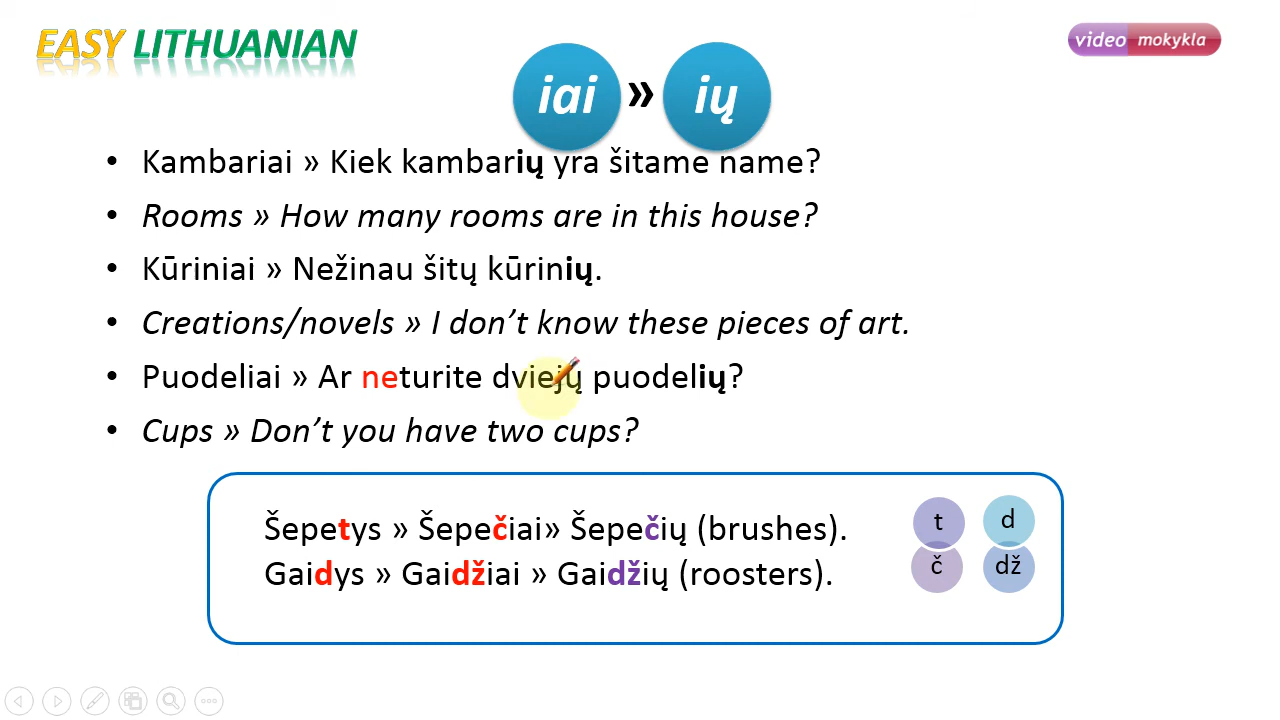 EASY LITHUANIAN
video mokykla
iai » ių
• Kambariai » Kiek kambarių yra šitame name?
• Rooms » How many rooms are in this house?
• Kūriniai » Nežinau šitų kūrinių.
• Creations/novels » I don’t know these pieces of art.
• Puodeliai » Ar neturite dviejų puodelių?
• Cups » Don’t you have two cups?
Šepetys » Šepečiai» Šepečių (brushes).
Gaidys » Gaidžiai » Gaidžių (roosters).
t d
č dž